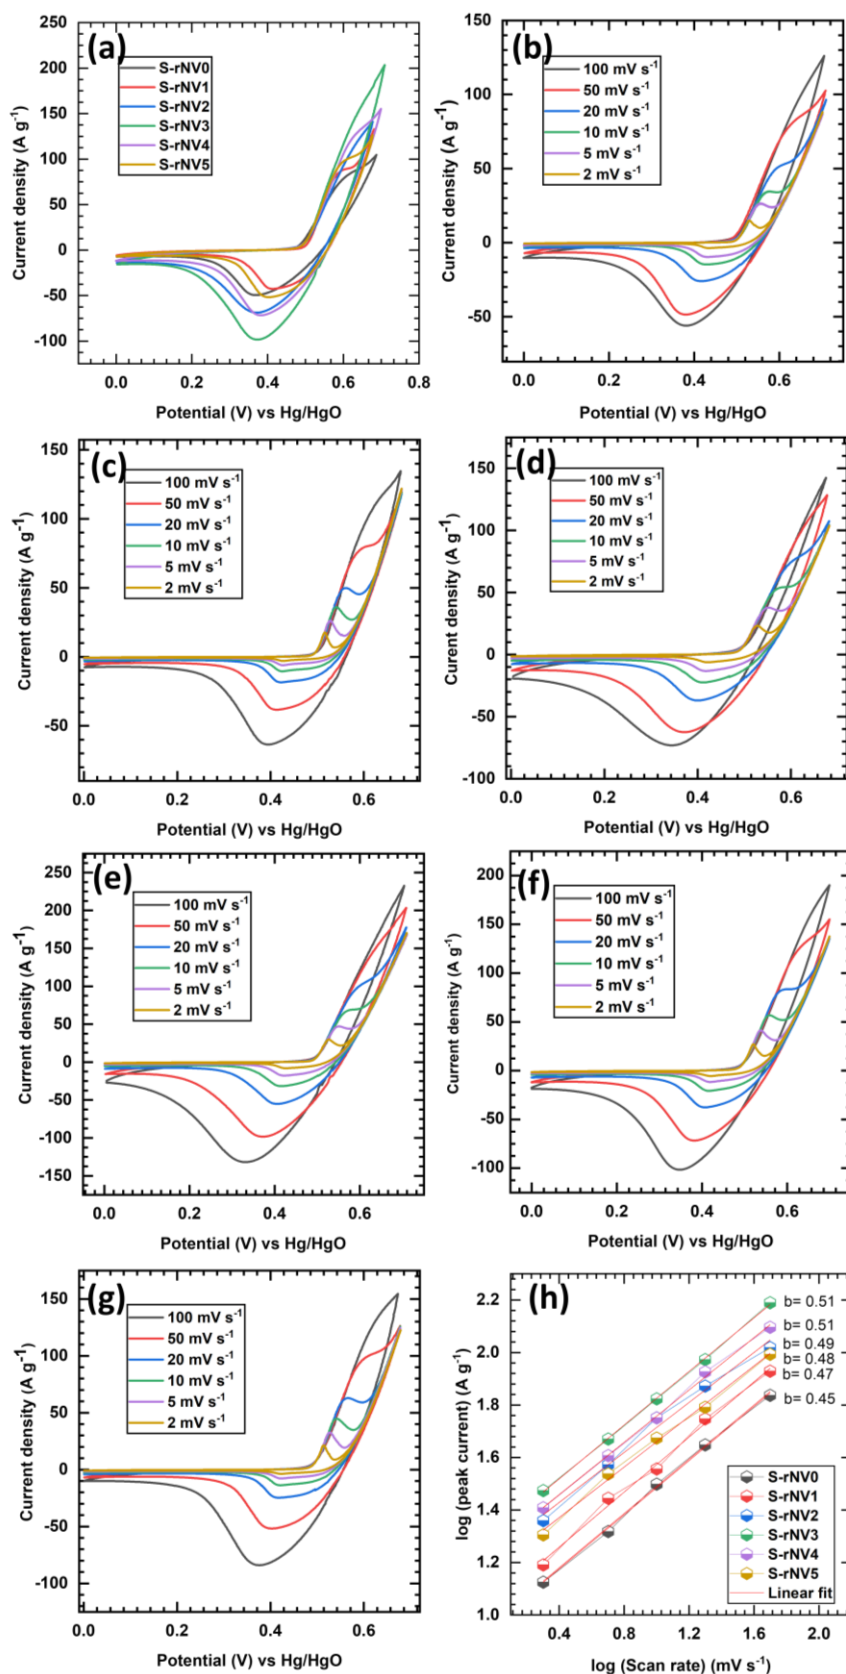 (a)
S-rNV0
S-rNV1
S-rNV2
S-rNV3
S-rNV4
S-rNV5
250
200
150
100
50
0
-50
-100
0.0 0.2 0.4 0.6 0.8
Current density (A g-1)
Potential (V) vs Hg/HgO
(b)
100 mV s-1
50 mV s-1
20 mV s-1
10 mV s-1
5 mV s-1
2 mV s-1
150
100
50
0
-50
0.0 0.2 0.4 0.6
Current density (A g-1)
Potential (V) vs Hg/HgO
(c)
100 mV s-1
50 mV s-1
20 mV s-1
10 mV s-1
5 mV s-1
2 mV s-1
150
100
50
0
-50
0.0 0.2 0.4 0.6
Current density (A g-1)
Potential (V) vs Hg/HgO
(d)
100 mV s-1
50 mV s-1
20 mV s-1
10 mV s-1
5 mV s-1
2 mV s-1
150
100
50
0
-50
-100
0.0 0.2 0.4 0.6
Current density (A g-1)
Potential (V) vs Hg/HgO
(e)
100 mV s-1
50 mV s-1
20 mV s-1
10 mV s-1
5 mV s-1
2 mV s-1
250
200
150
100
50
0
-50
-100
-150
0.0 0.2 0.4 0.6
Current density (A g-1)
Potential (V) vs Hg/HgO
(f)
100 mV s-1
50 mV s-1
20 mV s-1
10 mV s-1
5 mV s-1
2 mV s-1
200
150
100
50
0
-50
-100
0.0 0.2 0.4 0.6
Current density (A g-1)
Potential (V) vs Hg/HgO
(g)
100 mV s-1
50 mV s-1
20 mV s-1
10 mV s-1
5 mV s-1
2 mV s-1
150
100
50
0
-50
-100
0.0 0.2 0.4 0.6
Current density (A g-1)
Potential (V) vs Hg/HgO
(h)
b= 0.51
b= 0.51
b= 0.49
b= 0.48
b= 0.47
b= 0.45
S-rNV0
S-rNV1
S-rNV2
S-rNV3
S-rNV4
S-rNV5
Linear fit
2.2
2.0
1.8
1.6
1.4
1.2
1.0
0.4 0.8 1.2 1.6 2.0
log (peak current) (A g-1)
log (Scan rate) (mV s-1)